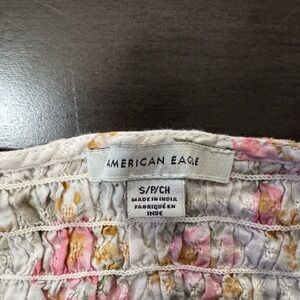 AMERICAN EAGLE
S/P/CH
MADE IN INDIA
FABRIQUÉ EN
INDE